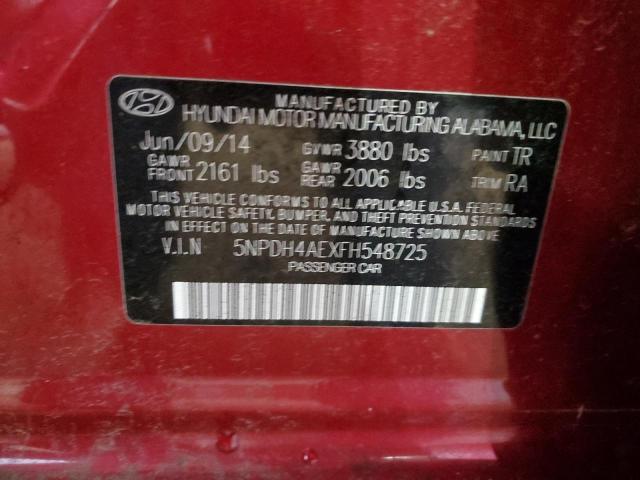 MANUFACTURED BY
HYUNDAI MOTOR MANUFACTURING ALABAMA, LLC
Jun/09/14 GVWR 3880 lbs PAINT TR
GAWR FRONT 2161 lbs GAWR REAR 2006 lbs TRIM RA
THIS VEHICLE CONFORMS TO ALL APPLICABLE U.S.A. FEDERAL
MOTOR VEHICLE SAFETY, BUMPER, AND THEFT PREVENTION STANDARDS
IN EFFECT ON THE DATE OF MANUFACTURE SHOWN ABOVE.
V.I.N 5NPDH4AEXFH548725
PASSENGER CAR